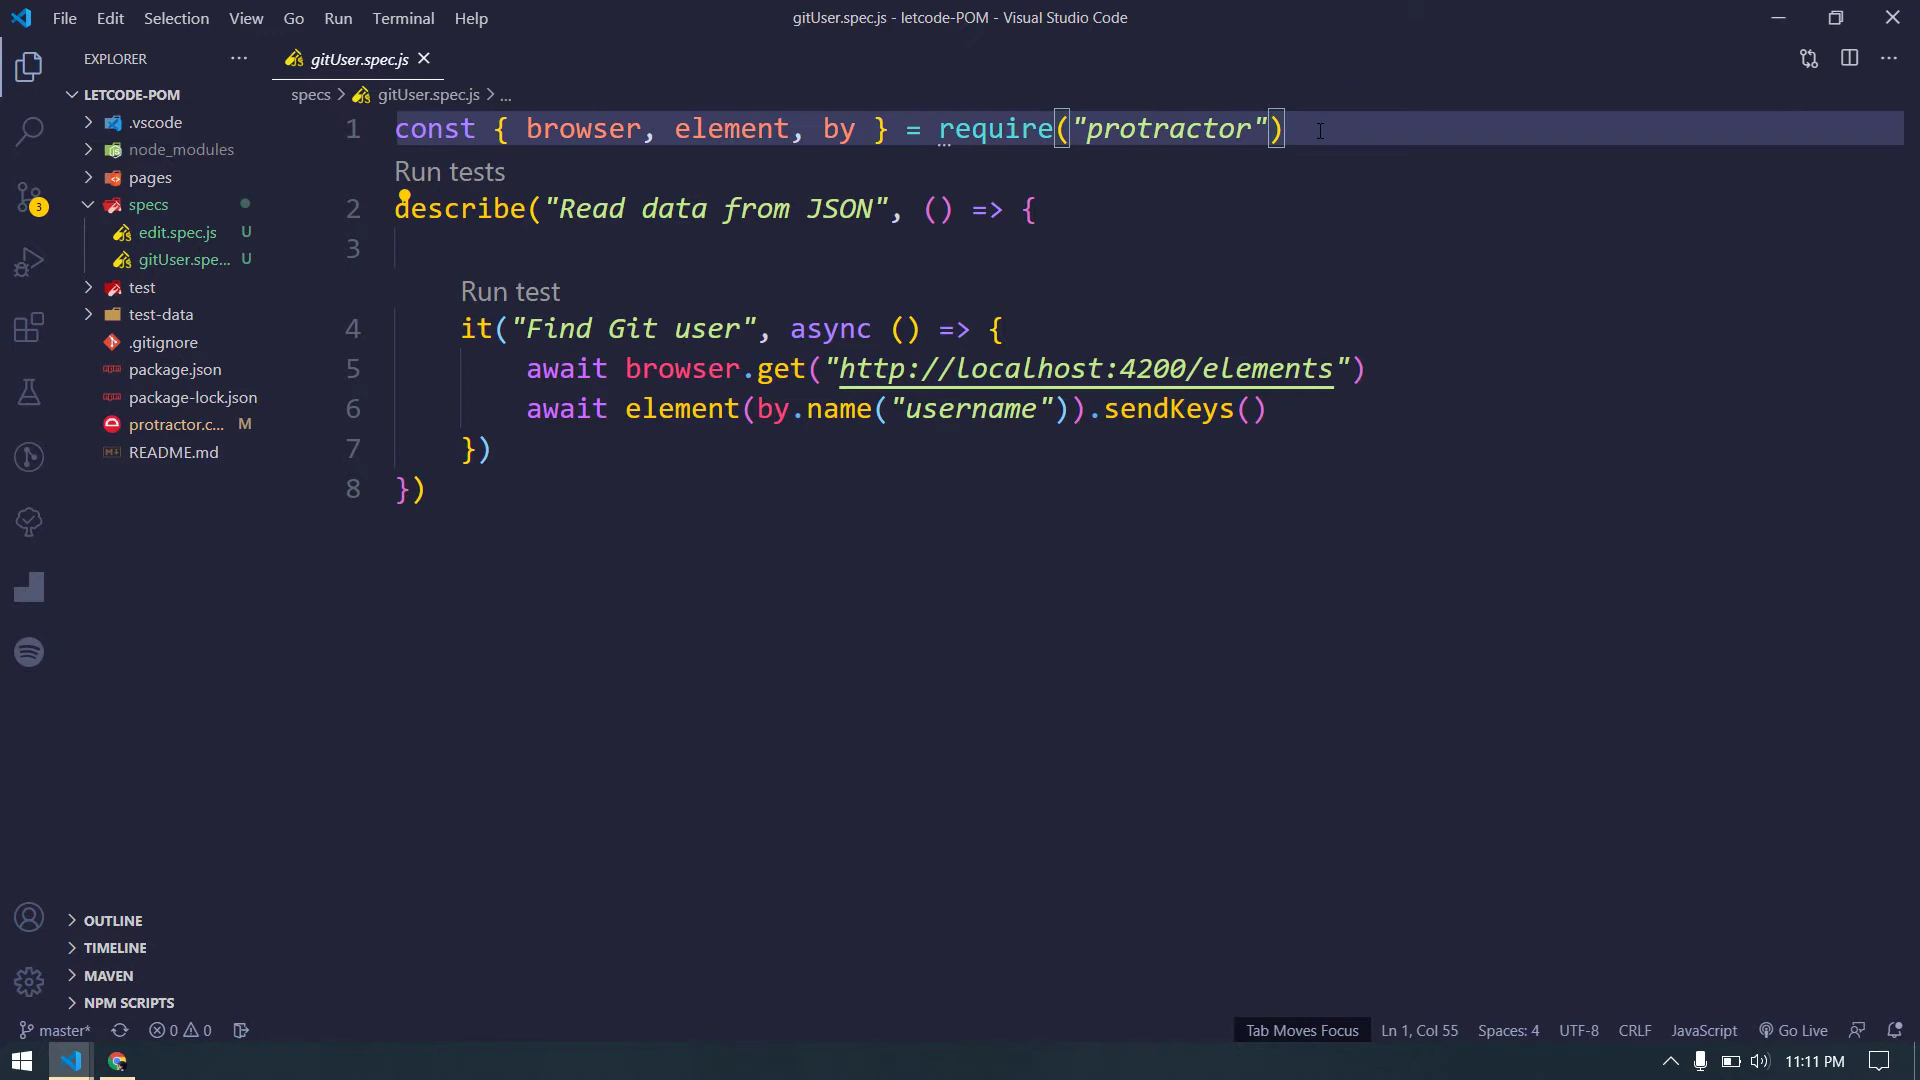 File Edit Selection View Go Run Terminal Help
gitUser.spec.js - letcode-POM - Visual Studio Code
EXPLORER
gitUser.spec.js
LETCODE-POM
specs > gitUser.spec.js > ...
.vscode
node_modules
pages
specs
edit.spec.js U
gitUser.spe... U
test
test-data
.gitignore
package.json
package-lock.json
protractor.c... M
README.md
3
1 const { browser, element, by } = require("protractor")
Run tests
2 describe("Read data from JSON", () => {
3
Run test
4 it("Find Git user", async () => {
5 await browser.get("http://localhost:4200/elements")
6 await element(by.name("username")).sendKeys()
7 })
8 })
OUTLINE
TIMELINE
MAVEN
NPM SCRIPTS
master* 0 0 Tab Moves Focus Ln 1, Col 55 Spaces: 4 UTF-8 CRLF JavaScript Go Live
11:11 PM